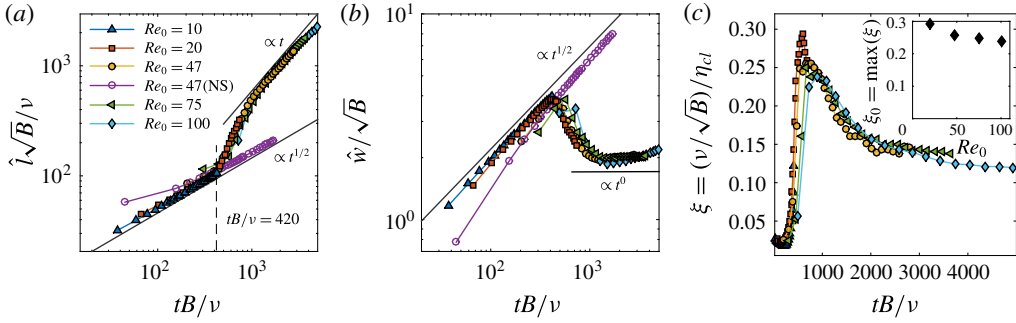 (a)
10³
10²
l̂√B/ν
Re₀ = 10
Re₀ = 20
Re₀ = 47
Re₀ = 47(NS)
Re₀ = 75
Re₀ = 100
∝ t
∝ t^1/2
tB/ν = 420
10² 10³
tB/ν
(b)
10¹
10⁰
ŵ/√B
∝ t^1/2
∝ t⁰
10² 10³
tB/ν
(c)
0.30
0.25
0.20
0.15
0.10
0.05
ξ = (ν/√B)/η_cl
1000 2000 3000 4000
tB/ν
0.3
0.2
0.1
0
ξ₀ = max(ξ)
0 50 100
Re₀